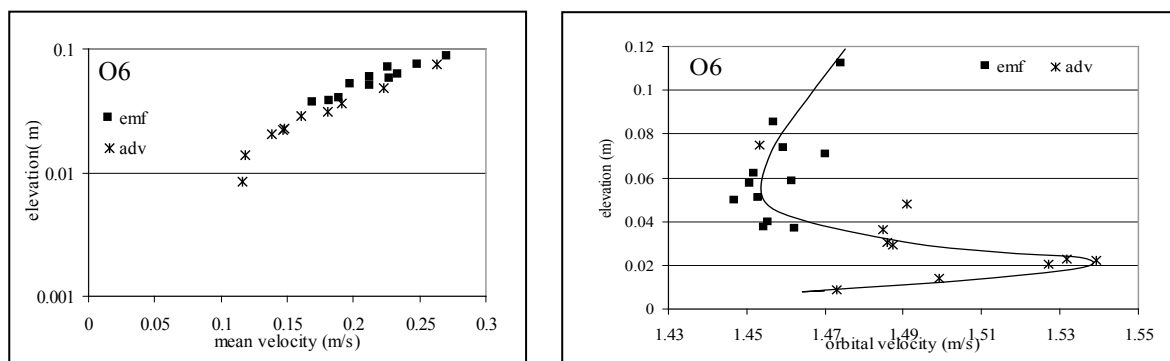 0.1
O6
emf
adv
0.01
0.001
0 0.05 0.1 0.15 0.2 0.25 0.3
mean velocity (m/s)
elevation( m)
0.12
O6
emf adv
0.1
0.08
0.06
0.04
0.02
0
1.43 1.45 1.47 1.49 1.51 1.53 1.55
orbital velocity (m/s)
elevation (m)